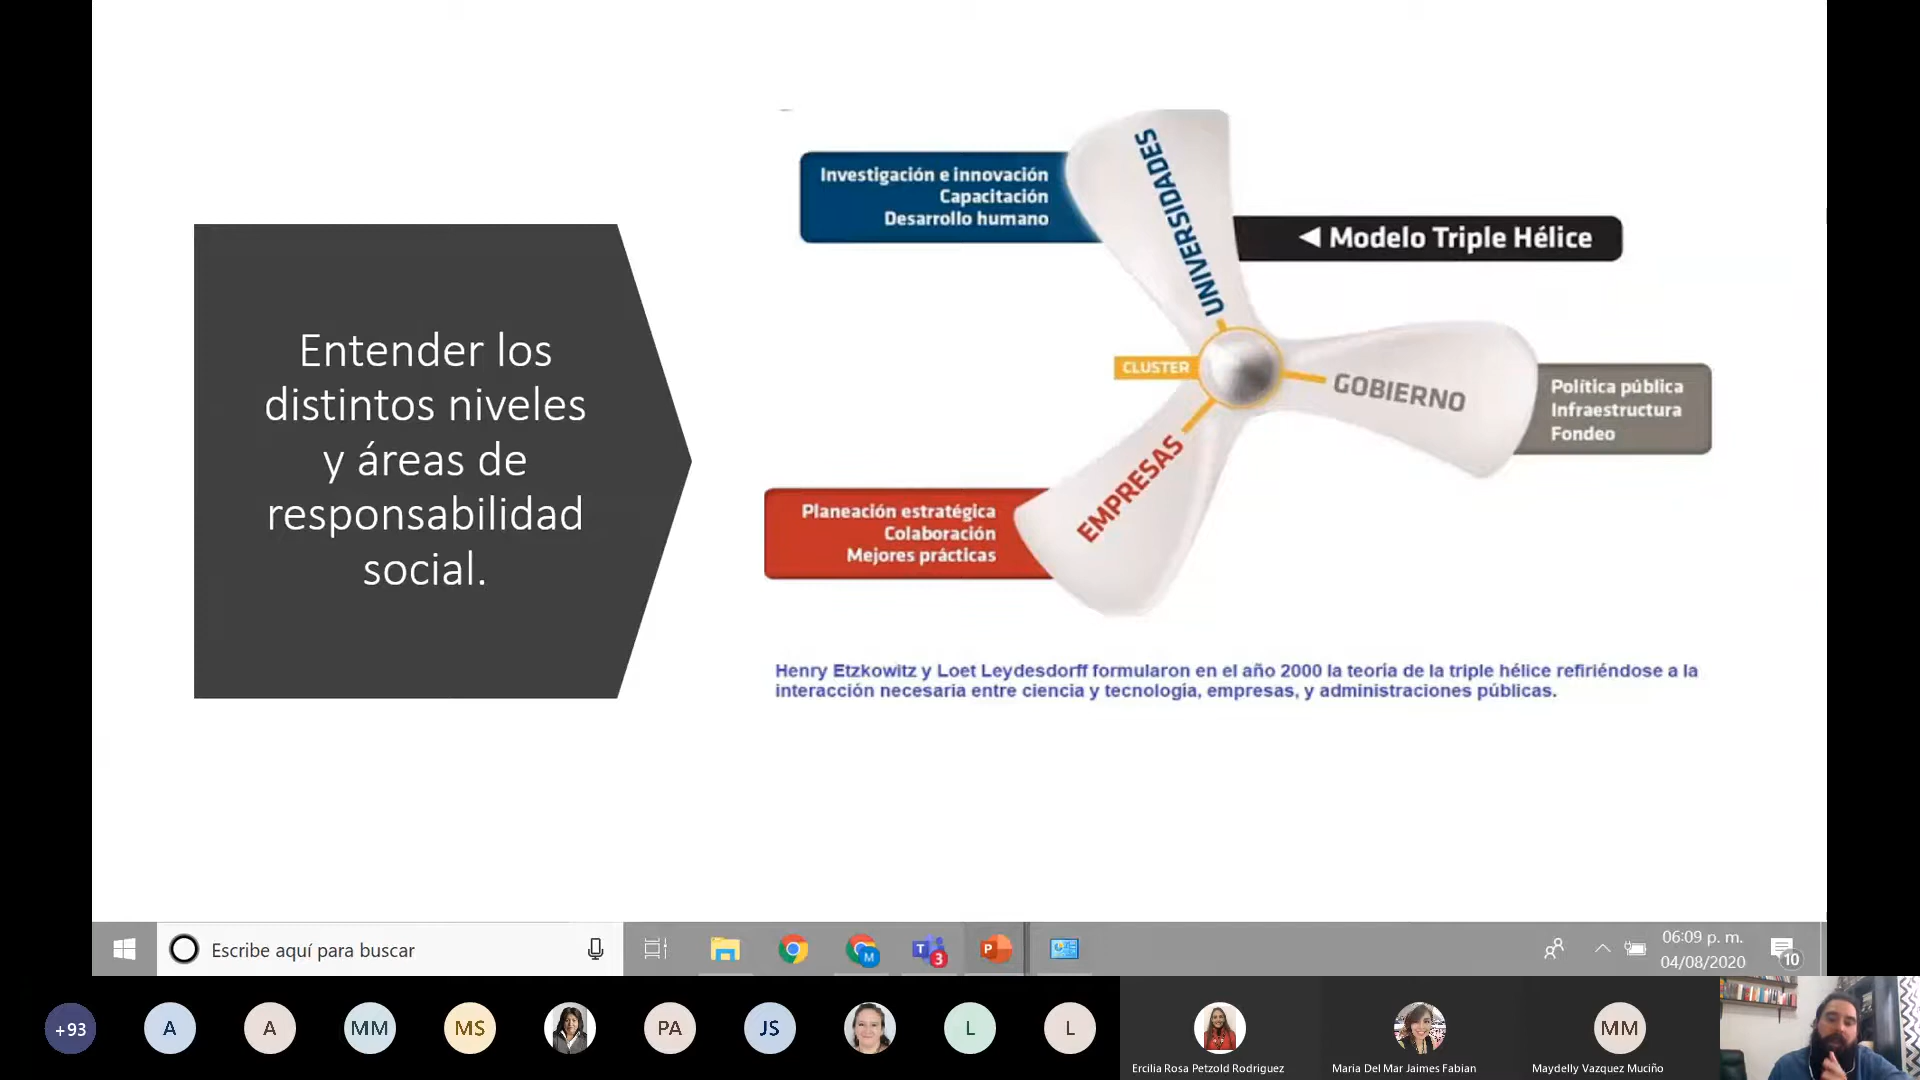 Entender los
distintos niveles
y áreas de
responsabilidad
social.
Investigación e innovación
Capacitación
Desarrollo humano
UNIVERSIDADES
◄ Modelo Triple Hélice
CLUSTER
GOBIERNO
Política pública
Infraestructura
Fondeo
EMPRESAS
Planeación estratégica
Colaboración
Mejores prácticas
Henry Etzkowitz y Loet Leydesdorff formularon en el año 2000 la teoría de la triple hélice refiriéndose a la
interacción necesaria entre ciencia y tecnología, empresas, y administraciones públicas.
Escribe aquí para buscar
M
T
3
P
06:09 p. m.
04/08/2020
10
+93
A
A
MM
MS
PA
JS
L
L
MM
Ercilia Rosa Petzold Rodriguez
Maria Del Mar Jaimes Fabian
Maydelly Vazquez Muciño